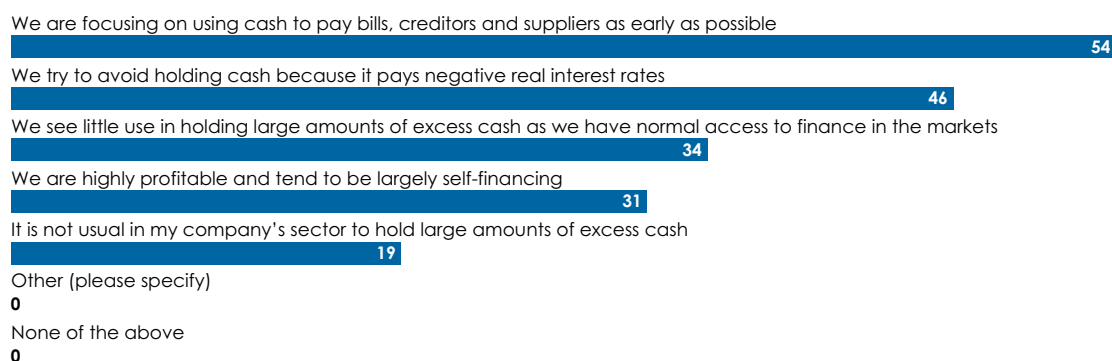 We are focusing on using cash to pay bills, creditors and suppliers as early as possible
54
We try to avoid holding cash because it pays negative real interest rates
46
We see little use in holding large amounts of excess cash as we have normal access to finance in the markets
34
We are highly profitable and tend to be largely self-financing
31
It is not usual in my company’s sector to hold large amounts of excess cash
19
Other (please specify)
0
None of the above
0